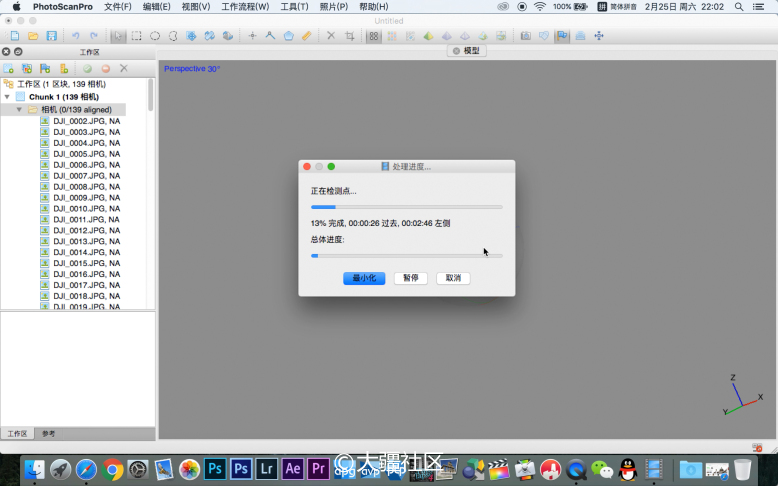 PhotoScanPro 文件(F) 编辑(E) 视图(V) 工作流程(W) 工具(T) 照片(P) 帮助(H) 100% 简体拼音 2月25日 周六 22:02
Untitled
工作区
模型
Perspective 30°
工作区 (1 区块, 139 相机)
Chunk 1 (139 相机)
相机 (0/139 aligned)
DJI_0002.JPG, NA
DJI_0003.JPG, NA
DJI_0004.JPG, NA
DJI_0005.JPG, NA
DJI_0006.JPG, NA
DJI_0007.JPG, NA
DJI_0008.JPG, NA
DJI_0009.JPG, NA
DJI_0010.JPG, NA
DJI_0011.JPG, NA
DJI_0012.JPG, NA
DJI_0013.JPG, NA
DJI_0014.JPG, NA
DJI_0015.JPG, NA
DJI_0016.JPG, NA
DJI_0017.JPG, NA
DJI_0018.JPG, NA
DJI_0019.JPG, NA
处理进度...
正在检测点...
13% 完成, 00:00:26 过去, 00:02:46 左侧
总体进度:
最小化 暂停 取消
Z
X
Y
工作区 参考
Ps Ps Lr Ae Pr
©大疆社区